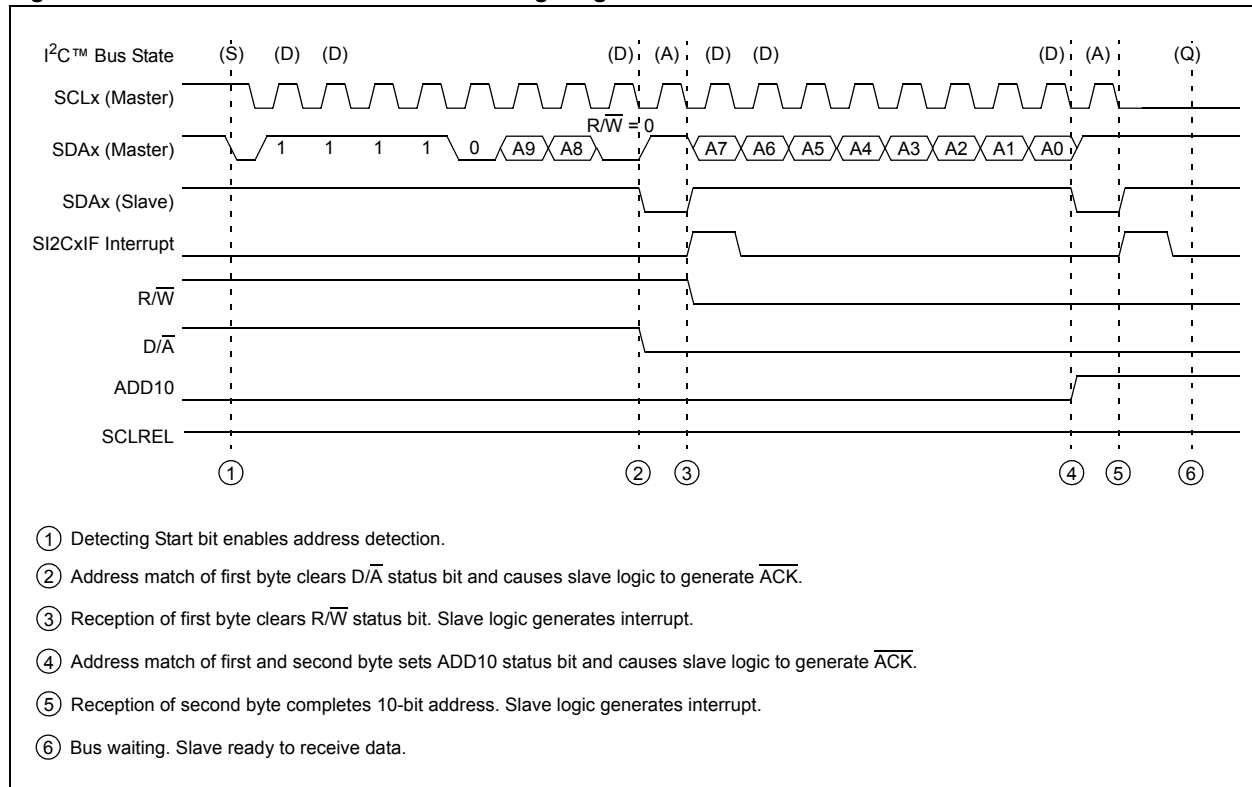 I²C™ Bus State (S) (D) (D) (D) (A) (D) (D) (D) (A) (Q)
SCLx (Master)
R/W̅ = 0
SDAx (Master) 1 1 1 1 0 A9 A8 A7 A6 A5 A4 A3 A2 A1 A0
SDAx (Slave)
SI2CxIF Interrupt
R/W̅
D/A̅
ADD10
SCLREL
1 2 3 4 5 6
1 Detecting Start bit enables address detection.
2 Address match of first byte clears D/A̅ status bit and causes slave logic to generate A̅C̅K̅.
3 Reception of first byte clears R/W̅ status bit. Slave logic generates interrupt.
4 Address match of first and second byte sets ADD10 status bit and causes slave logic to generate A̅C̅K̅.
5 Reception of second byte completes 10-bit address. Slave logic generates interrupt.
6 Bus waiting. Slave ready to receive data.